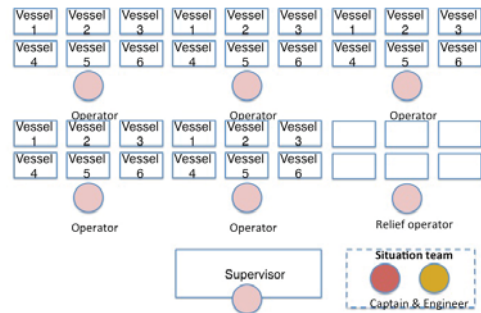 Vessel 1 Vessel 2 Vessel 3 Vessel 1 Vessel 2 Vessel 3 Vessel 1 Vessel 2 Vessel 3
Vessel 4 Vessel 5 Vessel 6 Vessel 4 Vessel 5 Vessel 6 Vessel 4 Vessel 5 Vessel 6
Operator Operator Operator
Vessel 1 Vessel 2 Vessel 3 Vessel 1 Vessel 2 Vessel 3
Vessel 4 Vessel 5 Vessel 6 Vessel 4 Vessel 5 Vessel 6
Operator Operator Relief operator
Situation team
Supervisor
Captain & Engineer